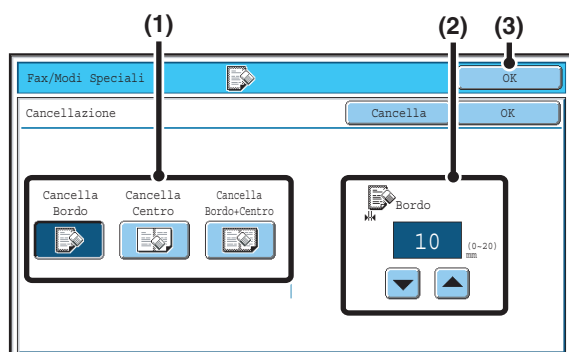 (1) (2) (3)
Fax/Modi Speciali OK
Cancellazione Cancella OK
Cancella Cancella Cancella
Bordo Centro Bordo+Centro
Bordo
10 (0~20)
mm